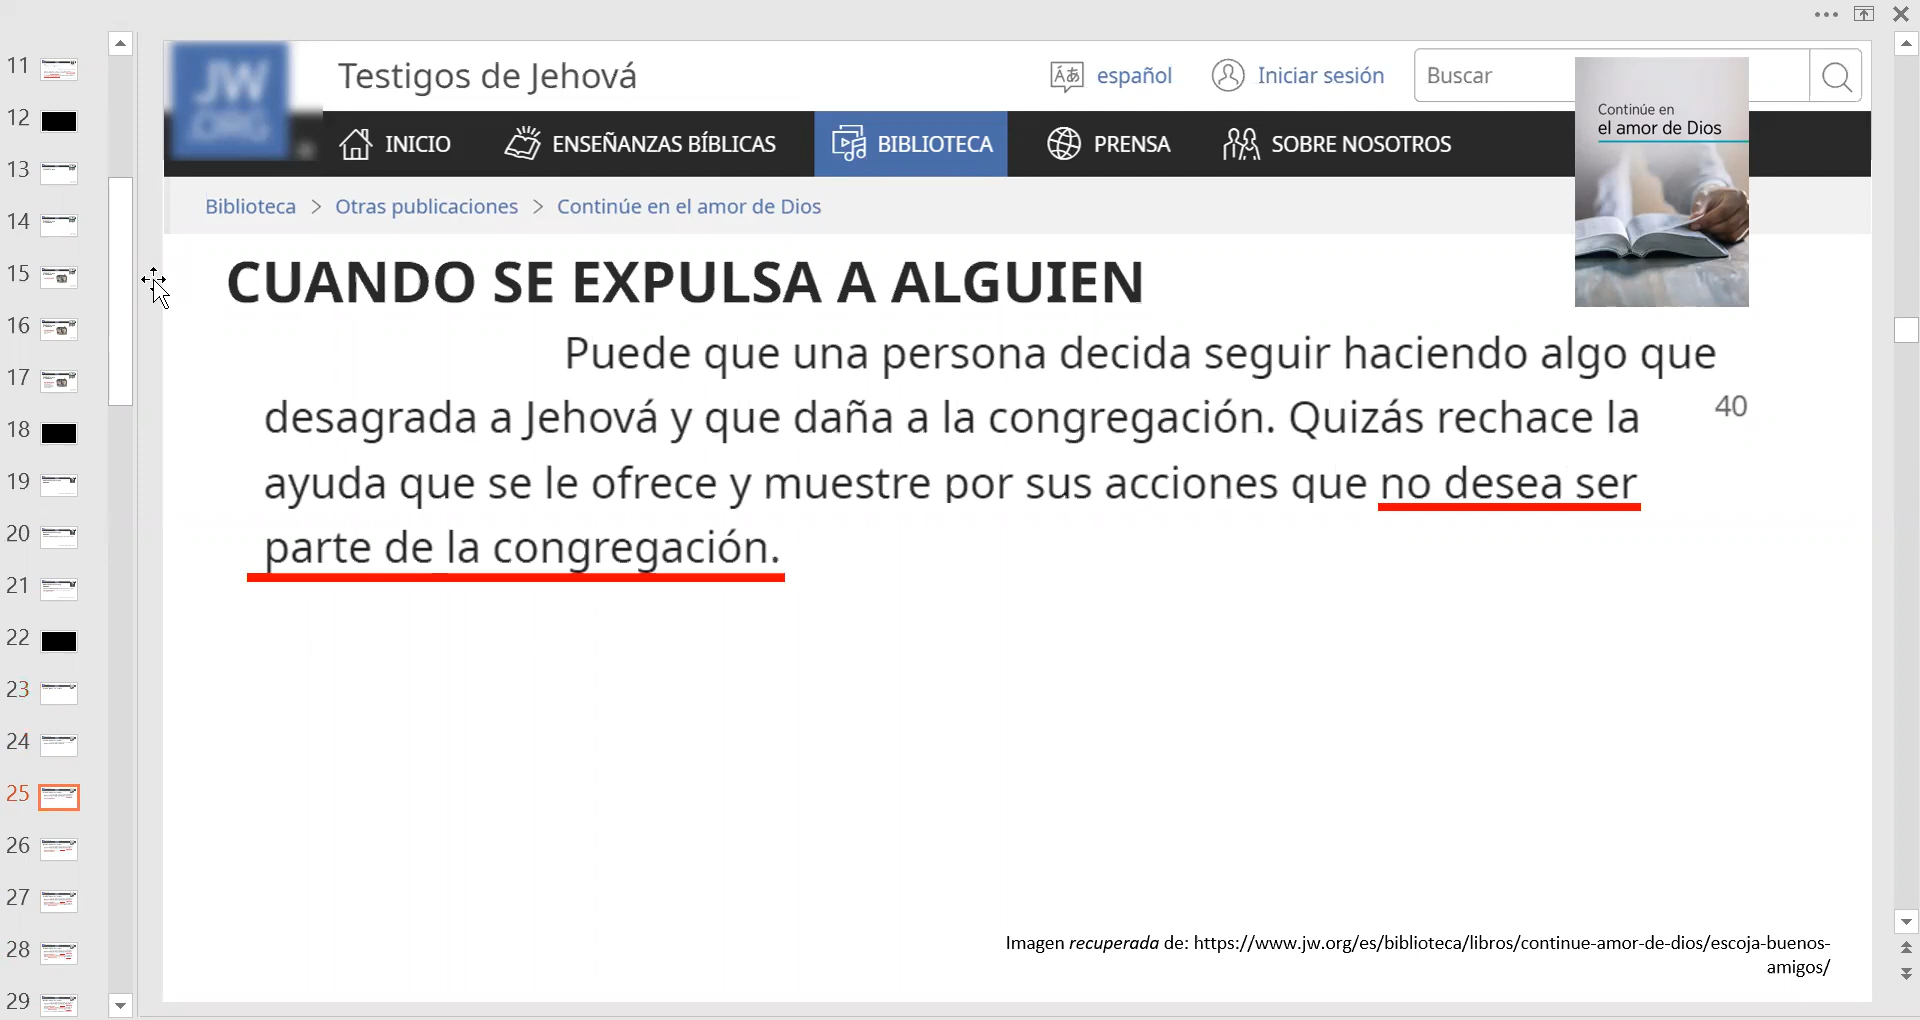 11
12
13
14
15
16
17
18
19
20
21
22
23
24
25
26
27
28
29
JW
.ORG
Testigos de Jehová
español
Iniciar sesión
Buscar
INICIO
ENSEÑANZAS BÍBLICAS
BIBLIOTECA
PRENSA
SOBRE NOSOTROS
Continúe en
el amor de Dios
Biblioteca > Otras publicaciones > Continúe en el amor de Dios
CUANDO SE EXPULSA A ALGUIEN
Puede que una persona decida seguir haciendo algo que
desagrada a Jehová y que daña a la congregación. Quizás rechace la
40
ayuda que se le ofrece y muestre por sus acciones que no desea ser
parte de la congregación.
Imagen recuperada de: https://www.jw.org/es/biblioteca/libros/continue-amor-de-dios/escoja-buenos-
amigos/